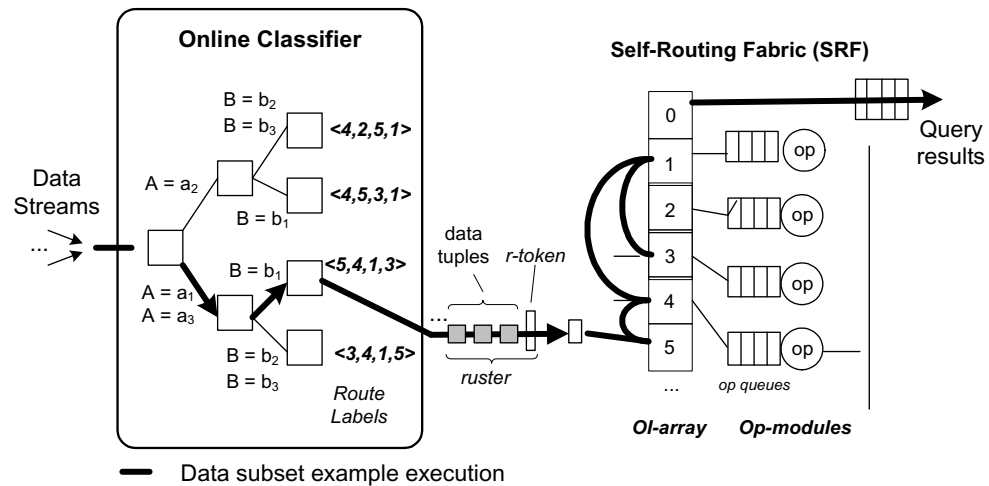 Online Classifier
Self-Routing Fabric (SRF)
B = b2
B = b3
<4,2,5,1>
A = a2
B = b1
<4,5,3,1>
Data
Streams
...
A = a1
A = a3
B = b1
<5,4,1,3>
B = b2
B = b3
<3,4,1,5>
Route
Labels
data
tuples
r-token
...
ruster
0
1
2
3
4
5
...
op
op
op
op
op queues
OI-array
Op-modules
Query
results
Data subset example execution